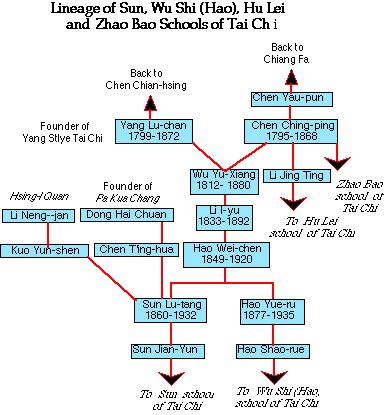 Lineage of Sun, Wu Shi (Hao), Hu Lei
and Zhao Bao Schools of Tai Ch i
Back to
Chiang Fa
Back to
Chen Chian-hsing
Chen Yau-pun
Founder of
Yang Stlye Tai Chi
Yang Lu-chan
1799-1872
Chen Ching-ping
1795-1868
Wu Yu-Xiang
1812- 1880
Li Jing Ting
Zhao Bao
school of
Tai Chi
Hsing-I Quan
Founder of
Pa Kua Chang
Li Neng--jan
Dong Hai Chuan
Li I-yu
1833-1892
To Hu Lei
school of Tai Chi
Kuo Yun-shen
Chen Ting-hua
Hao Wei-chen
1849-1920
Sun Lu-tang
1860-1932
Hao Yue-ru
1877-1935
Sun Jian-Yun
Hao Shao-rue
To Sun school
of Tai Chi
To Wu Shi (Hao,
school of Tai Chi